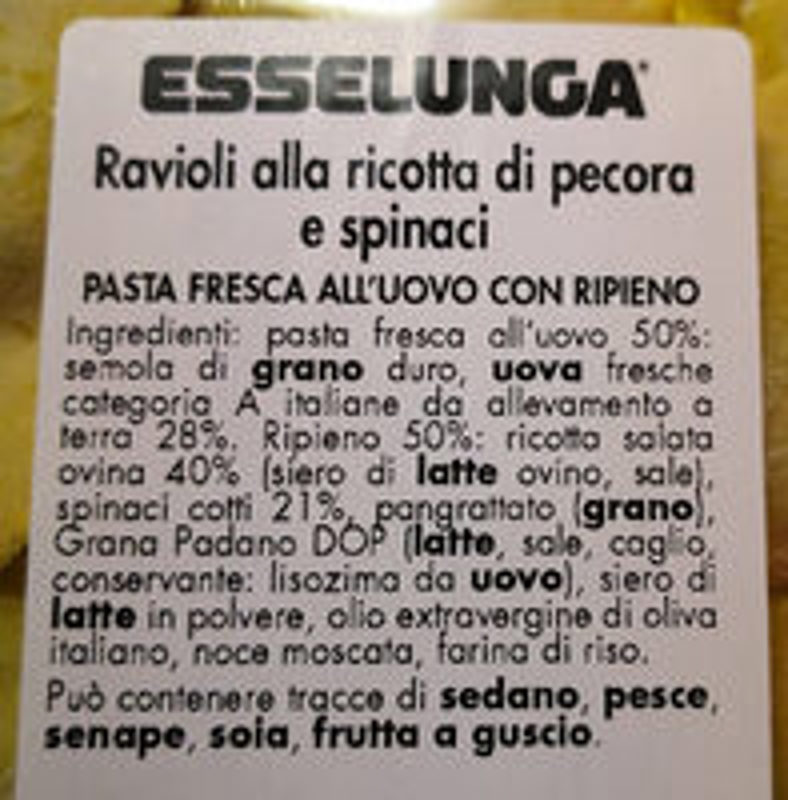 ESSELUNGA®
Ravioli alla ricotta di pecora
e spinaci
PASTA FRESCA ALL'UOVO CON RIPIENO
Ingredienti: pasta fresca all'uovo 50%:
semola di grano duro, uova fresche
categoria A italiane da allevamento a
terra 28%. Ripieno 50%: ricotta salata
ovina 40% (siero di latte ovino, sale),
spinaci cotti 21%, pangrattato (grano),
Grana Padano DOP (latte, sale, caglio,
conservante: lisozima da uovo), siero di
latte in polvere, olio extravergine di oliva
italiano, noce moscata, farina di riso.
Può contenere tracce di sedano, pesce,
senape, soia, frutta a guscio.